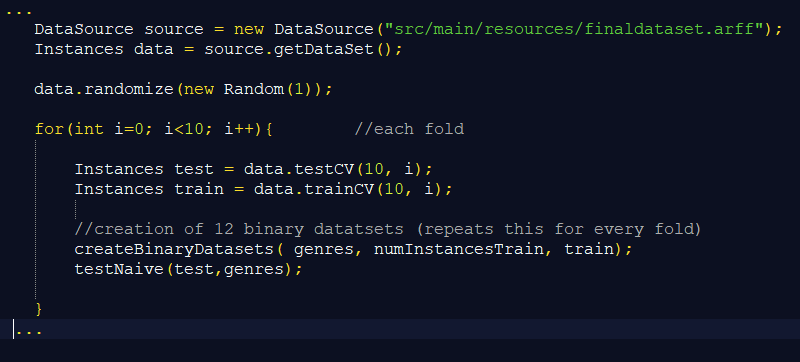 ...
DataSource source = new DataSource("src/main/resources/finaldataset.arff");
Instances data = source.getDataSet();
data.randomize(new Random(1));
for(int i=0; i<10; i++){ //each fold
Instances test = data.testCV(10, i);
Instances train = data.trainCV(10, i);
//creation of 12 binary datatsets (repeats this for every fold)
createBinaryDatasets( genres, numInstancesTrain, train);
testNaive(test,genres);
}
...